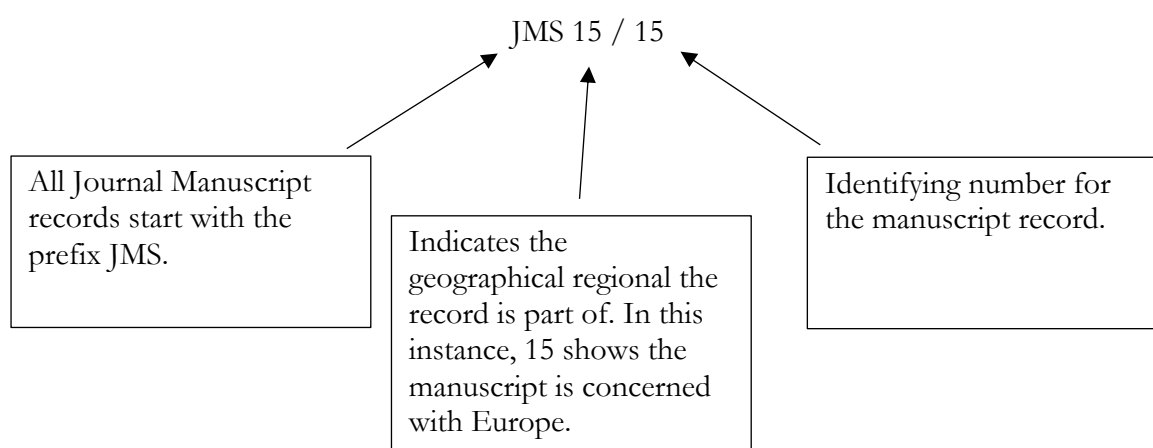 JMS 15 / 15
All Journal Manuscript
records start with the
prefix JMS.
Indicates the
geographical regional the
record is part of. In this
instance, 15 shows the
manuscript is concerned
with Europe.
Identifying number for
the manuscript record.